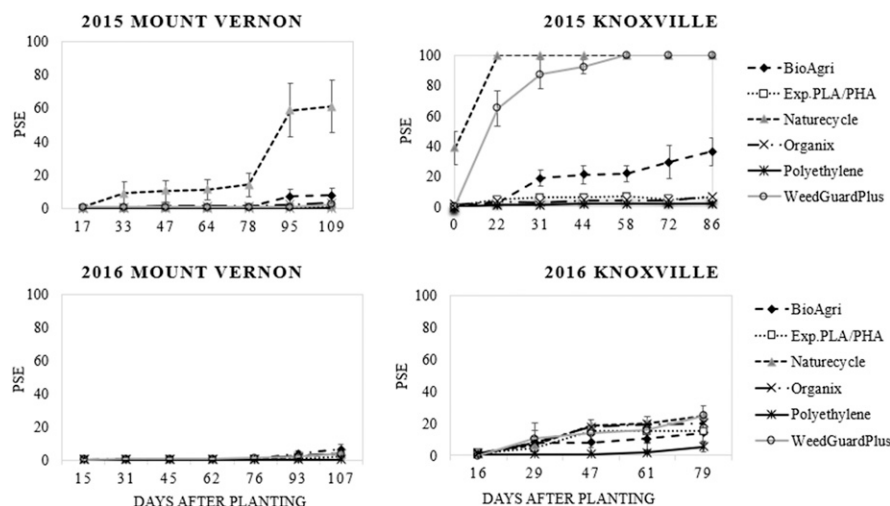 2015 MOUNT VERNON
100
80
60
40
20
0
PSE
17 33 47 64 78 95 109
2015 KNOXVILLE
100
80
60
40
20
0
PSE
0 22 31 44 58 72 86
BioAgri
Exp.PLA/PHA
Naturecycle
Organix
Polyethylene
WeedGuardPlus
2016 MOUNT VERNON
100
80
60
40
20
0
PSE
15 31 45 62 76 93 107
DAYS AFTER PLANTING
2016 KNOXVILLE
100
80
60
40
20
0
PSE
16 29 47 61 79
DAYS AFTER PLANTING
BioAgri
Exp.PLA/PHA
Naturecycle
Organix
Polyethylene
WeedGuardPlus